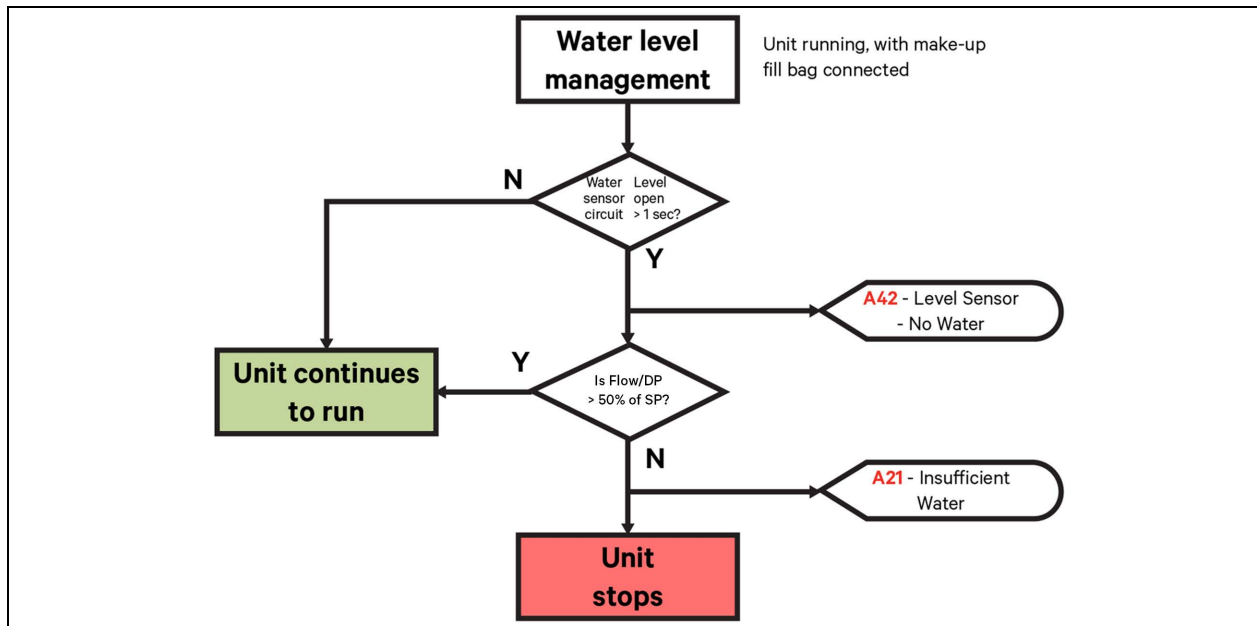 Water level
management
Unit running, with make-up
fill bag connected
N
Water Level
sensor open
circuit > 1 sec?
Y
A42 - Level Sensor
- No Water
Unit continues
to run
Y
Is Flow/DP
> 50% of SP?
N
A21 - Insufficient
Water
Unit
stops